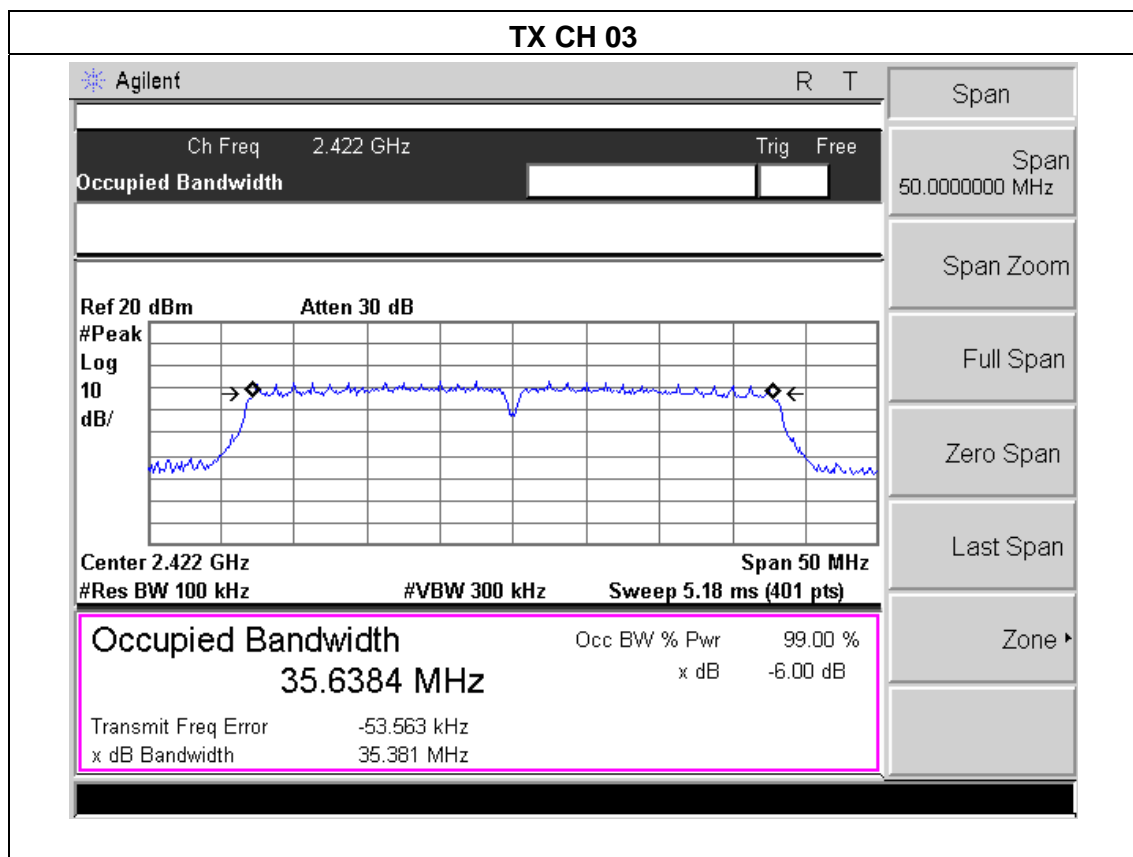 TX CH 03
Agilent R T
Span
Ch Freq 2.422 GHz Trig Free
Occupied Bandwidth
Span
50.0000000 MHz
Span Zoom
Ref 20 dBm Atten 30 dB
#Peak
Log
10
dB/
Full Span
Zero Span
Last Span
Center 2.422 GHz Span 50 MHz
#Res BW 100 kHz #VBW 300 kHz Sweep 5.18 ms (401 pts)
Occupied Bandwidth Occ BW % Pwr 99.00 %
35.6384 MHz x dB -6.00 dB
Zone
Transmit Freq Error -53.563 kHz
x dB Bandwidth 35.381 MHz